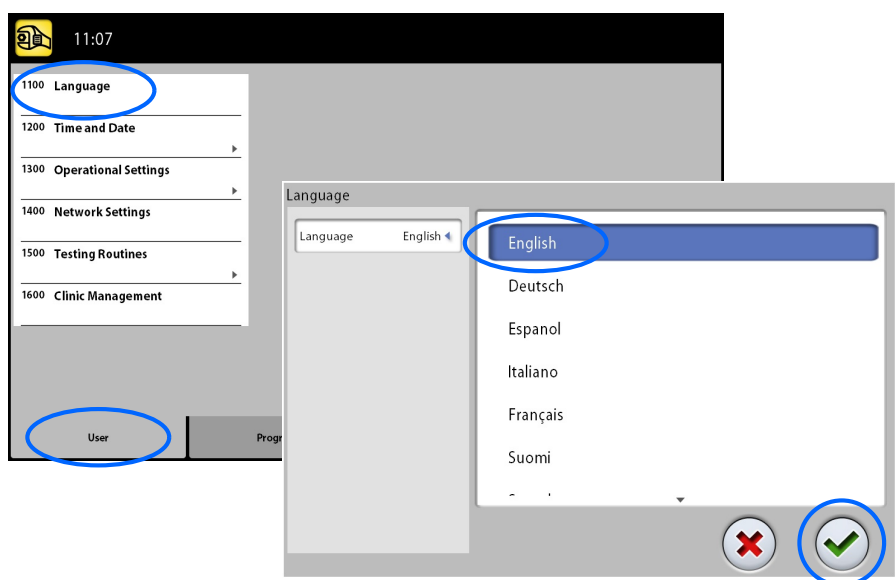 11:07
1100 Language
1200 Time and Date
1300 Operational Settings
1400 Network Settings
1500 Testing Routines
1600 Clinic Management
User
Language
Language English
English
Deutsch
Espanol
Italiano
Français
Suomi